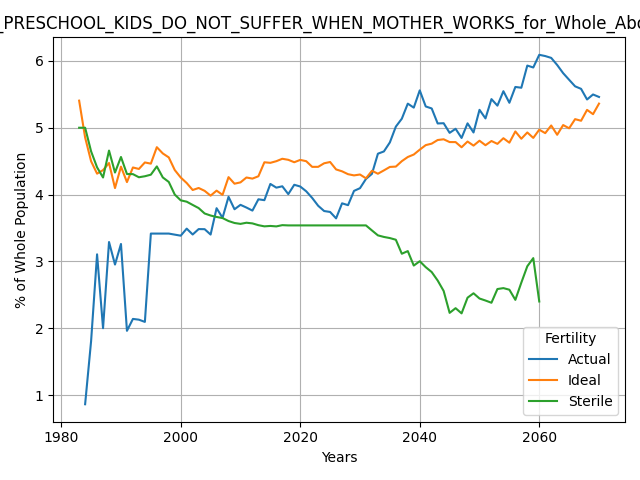 _PRESCHOOL_KIDS_DO_NOT_SUFFER_WHEN_MOTHER_WORKS_for_Whole_Abo
6
5
4
3
2
1
% of Whole Population
1980
2000
2020
2040
2060
Years
Fertility
Actual
Ideal
Sterile